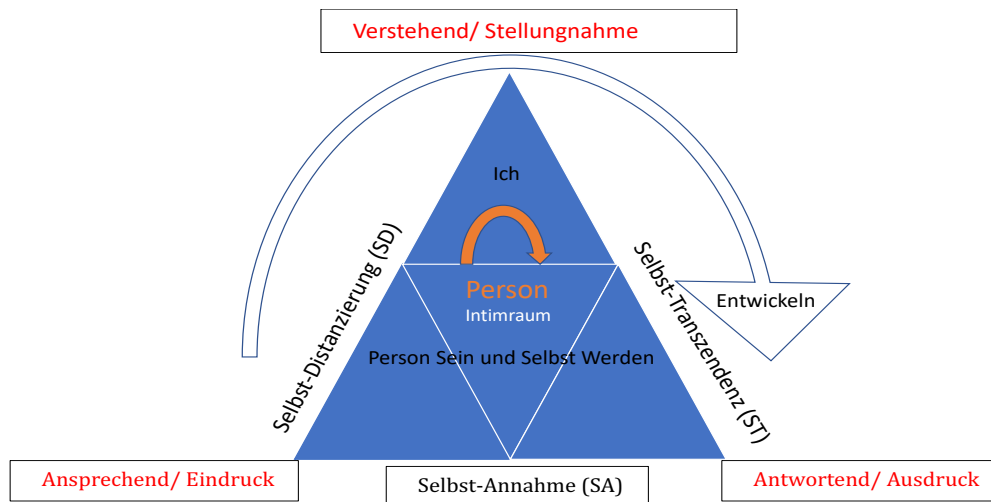 Verstehend/ Stellungnahme
Ich
Selbst-Distanzierung (SD)
Selbst-Transzendenz (ST)
Person
Intimraum
Entwickeln
Person Sein und Selbst Werden
Ansprechend/ Eindruck
Selbst-Annahme (SA)
Antwortend/ Ausdruck